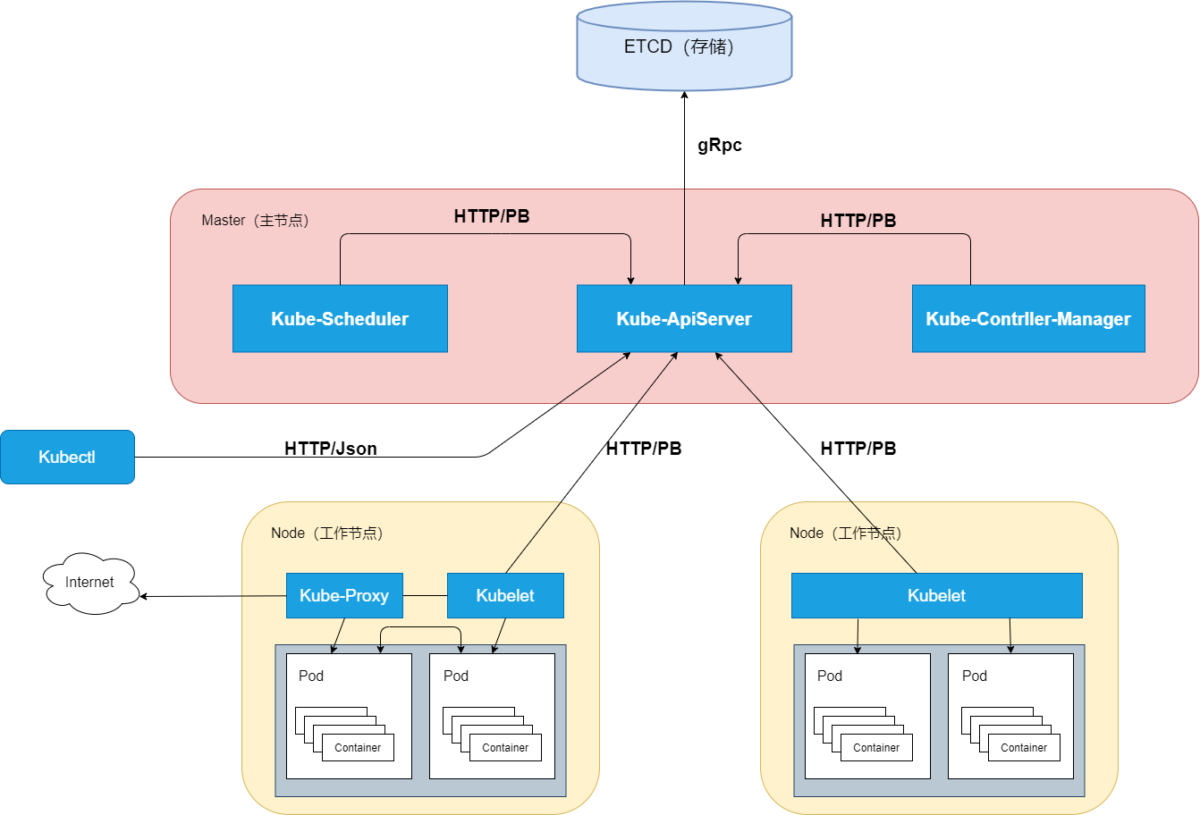 ETCD（存储）
gRpc
Master（主节点）
HTTP/PB
HTTP/PB
Kube-Scheduler
Kube-ApiServer
Kube-Contrller-Manager
Kubectl
HTTP/Json
HTTP/PB
HTTP/PB
Node（工作节点）
Node（工作节点）
Internet
Kube-Proxy
Kubelet
Kubelet
Pod
Pod
Pod
Pod
Container
Container
Container
Container